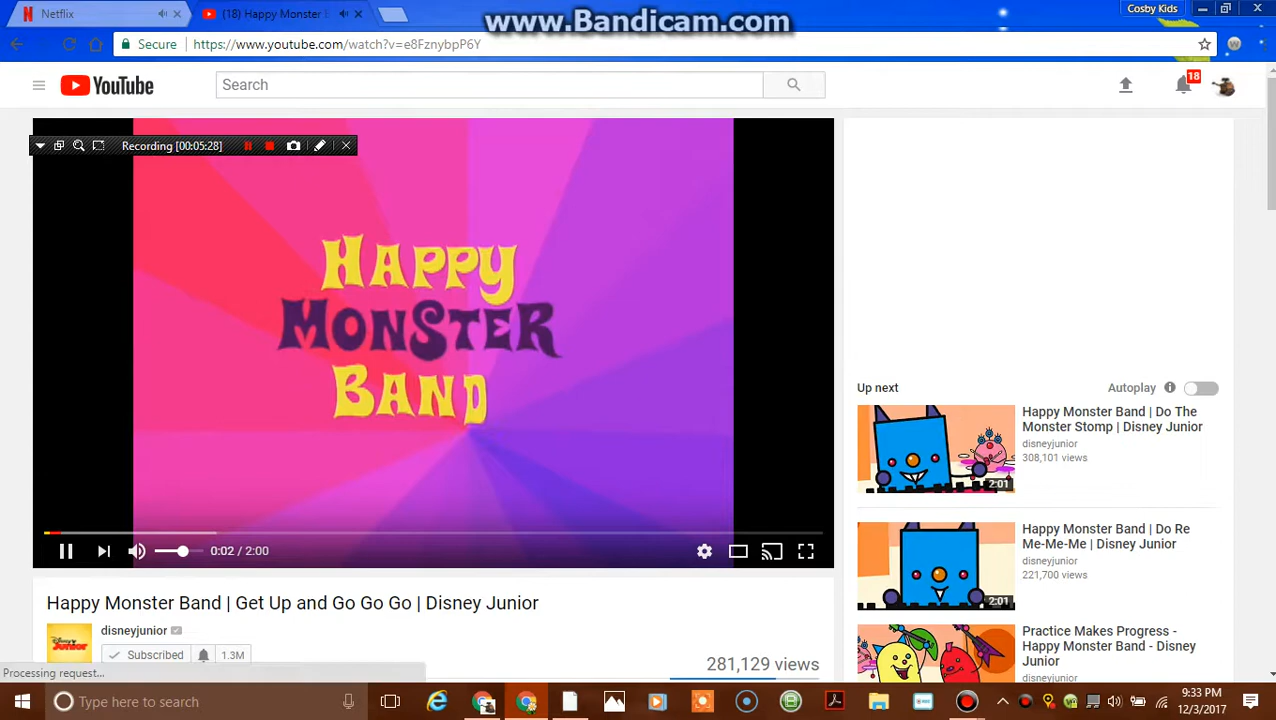 www.Bandicam.com
Netflix
(18) Happy Monster B
Cosby Kids
Secure
https://www.youtube.com/watch?v=e8FznybpP6Y
YouTube
Search
18
Recording [00:05:28]
HAPPY
MONSTER
BAND
0:02 / 2:00
Up next
Autoplay
Happy Monster Band | Do The
Monster Stomp | Disney Junior
disneyjunior
308,101 views
2:01
Happy Monster Band | Do Re
Me-Me-Me | Disney Junior
disneyjunior
221,700 views
2:01
Practice Makes Progress -
Happy Monster Band - Disney
Junior
disneyjunior
Happy Monster Band | Get Up and Go Go Go | Disney Junior
Disney Junior
disneyjunior
Subscribed
1.3M
281,129 views
Processing request...
Type here to search
9:33 PM
12/3/2017